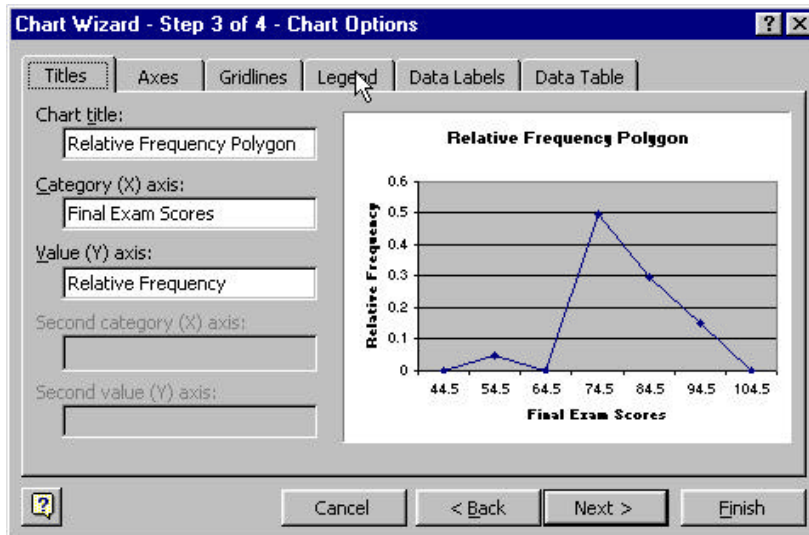 Chart Wizard - Step 3 of 4 - Chart Options
Titles Axes Gridlines Legend Data Labels Data Table
Chart title:
Relative Frequency Polygon
Category (X) axis:
Final Exam Scores
Value (Y) axis:
Relative Frequency
Second category (X) axis:
Second value (Y) axis:
Relative Frequency Polygon
Relative Frequency
0.6
0.5
0.4
0.3
0.2
0.1
0
44.5 54.5 64.5 74.5 84.5 94.5 104.5
Final Exam Scores
Cancel < Back Next > Finish